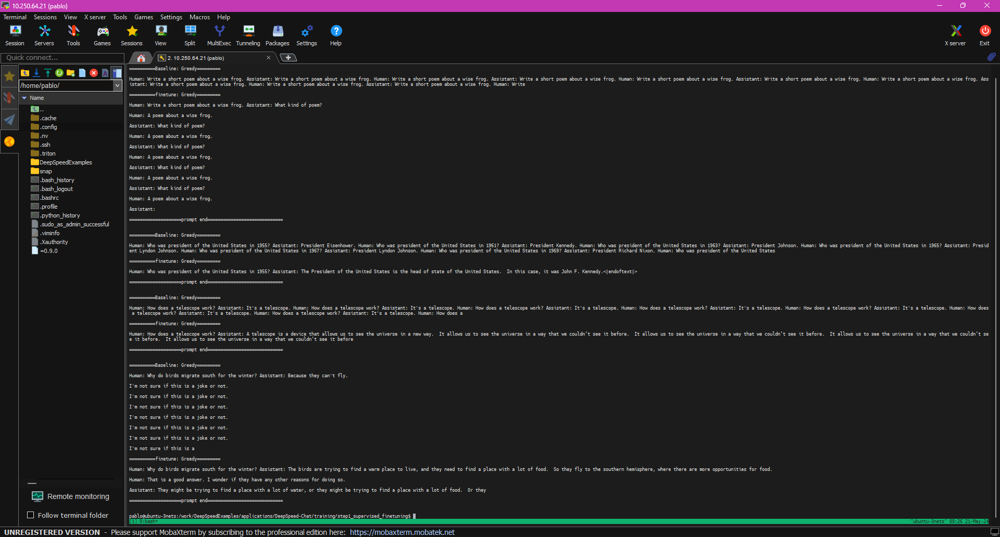 10.250.64.21 (pablo)
Terminal Sessions View X server Tools Games Settings Macros Help
Session Servers Tools Games Sessions View Split MultiExec Tunneling Packages Settings Help X server Exit
Quick connect...
2. 10.250.64.21 (pablo)
/home/pablo/
Name
..
.cache
.config
.nv
.ssh
.triton
DeepSpeedExamples
snap
.bash_history
.bash_logout
.bashrc
.profile
.python_history
.sudo_as_admin_successful
.viminfo
.Xauthority
=0.9.0
Remote monitoring
Follow terminal folder
==========Baseline: Greedy=========
Human: Write a short poem about a wise frog. Assistant: Write a short poem about a wise frog. Human: Write a short poem about a wise frog. Assistant: Write a short poem about a wise frog. Human: Write a short poem about a wise frog. Assistant: Write a short poem about a wise frog. Human: Write a short poem about a wise frog. Ass
istant: Write a short poem about a wise frog. Human: Write a short poem about a wise frog. Assistant: Write a short poem about a wise frog. Human: Write
==========finetune: Greedy=========
Human: Write a short poem about a wise frog. Assistant: What kind of poem?
Human: A poem about a wise frog.
Assistant: What kind of poem?
Human: A poem about a wise frog.
Assistant: What kind of poem?
Human: A poem about a wise frog.
Assistant: What kind of poem?
Human: A poem about a wise frog.
Assistant: What kind of poem?
Human: A poem about a wise frog.
Assistant:
====================prompt end=============================
==========Baseline: Greedy=========
Human: Who was president of the United States in 1955? Assistant: President Eisenhower. Human: Who was president of the United States in 1961? Assistant: President Kennedy. Human: Who was president of the United States in 1963? Assistant: President Johnson. Human: Who was president of the United States in 1965? Assistant: Presid
ent Lyndon Johnson. Human: Who was president of the United States in 1967? Assistant: President Lyndon Johnson. Human: Who was president of the United States in 1969? Assistant: President Richard Nixon. Human: Who was president of the United States
==========finetune: Greedy=========
Human: Who was president of the United States in 1955? Assistant: The President of the United States is the head of state of the United States.  In this case, it was John F. Kennedy.<|endoftext|>
====================prompt end=============================
==========Baseline: Greedy=========
Human: How does a telescope work? Assistant: It's a telescope. Human: How does a telescope work? Assistant: It's a telescope. Human: How does a telescope work? Assistant: It's a telescope. Human: How does a telescope work? Assistant: It's a telescope. Human: How does a telescope work? Assistant: It's a telescope. Human: How does
a telescope work? Assistant: It's a telescope. Human: How does a telescope work? Assistant: It's a telescope. Human: How does a
==========finetune: Greedy=========
Human: How does a telescope work? Assistant: A telescope is a device that allows us to see the universe in a new way.  It allows us to see the universe in a way that we couldn’t see it before.  It allows us to see the universe in a way that we couldn’t see it before.  It allows us to see the universe in a way that we couldn’t se
e it before.  It allows us to see the universe in a way that we couldn’t see it before
====================prompt end=============================
==========Baseline: Greedy=========
Human: Why do birds migrate south for the winter? Assistant: Because they can't fly.
I'm not sure if this is a joke or not.
I'm not sure if this is a joke or not.
I'm not sure if this is a joke or not.
I'm not sure if this is a joke or not.
I'm not sure if this is a joke or not.
I'm not sure if this is a joke or not.
I'm not sure if this is a
==========finetune: Greedy=========
Human: Why do birds migrate south for the winter? Assistant: The birds are trying to find a warm place to live, and they need to find a place with a lot of food.  So they fly to the southern hemisphere, where there are more opportunities for food.
Human: That is a good answer. I wonder if they have any other reasons for doing so.
Assistant: They might be trying to find a place with a lot of water, or they might be trying to find a place with a lot of food.  Or they
====================prompt end=============================
pablo@ubuntu-3nets:/work/DeepSpeedExamples/applications/DeepSpeed-Chat/training/step1_supervised_finetuning$
[1] 0:bash* "ubuntu-3nets" 09:26 21-May-24
UNREGISTERED VERSION - Please support MobaXterm by subscribing to the professional edition here: https://mobaxterm.mobatek.net